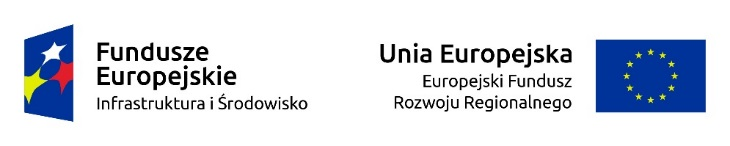 Fundusze
Europejskie
Infrastruktura i Środowisko
Unia Europejska
Europejski Fundusz
Rozwoju Regionalnego